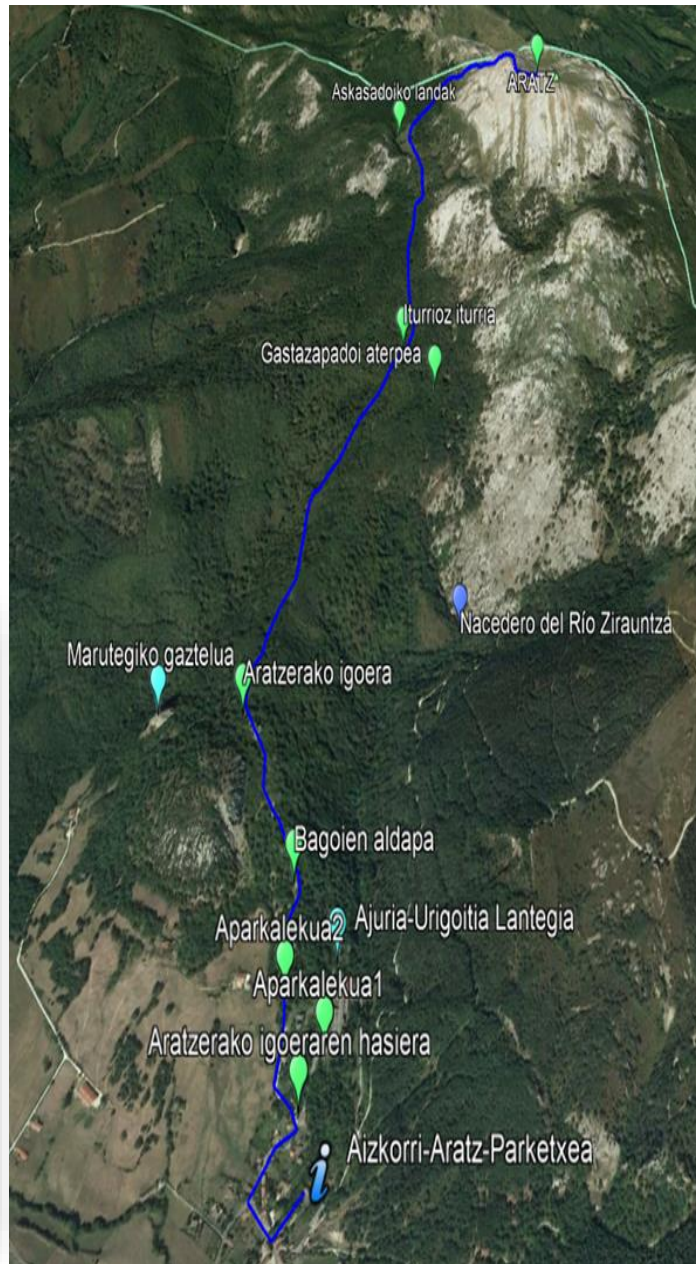 ARATZ
Askasadoiko landak
Iturrioz iturria
Gastazapadoi aterpea
Nacedero del Río Zirauntza
Marutegiko gaztelua
Aratzerako igoera
Bagoien aldapa
Ajuria-Urigoitia Lantegia
Aparkalekua2
Aparkalekua1
Aratzerako igoeraren hasiera
Aizkorri-Aratz-Parketxea
i